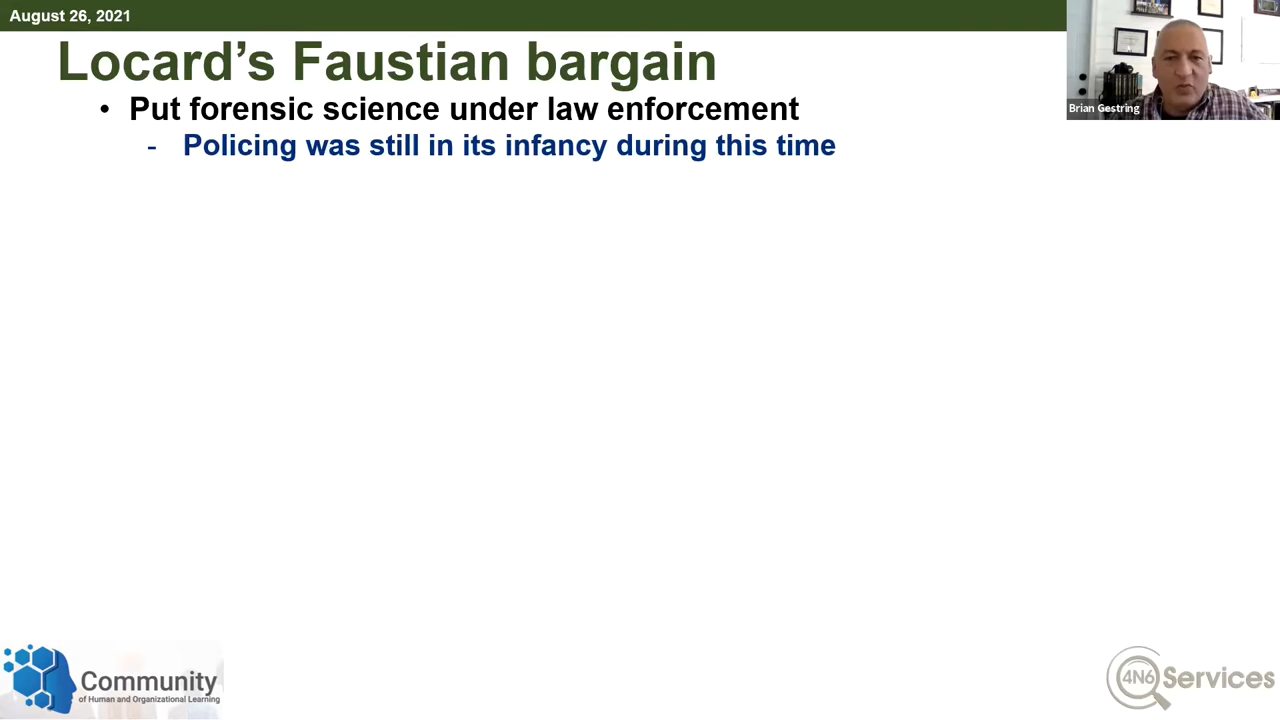 August 26, 2021
Locard’s Faustian bargain
• Put forensic science under law enforcement
- Policing was still in its infancy during this time
Brian Gestring
Community
of Human and Organizational Learning
4N6 Services